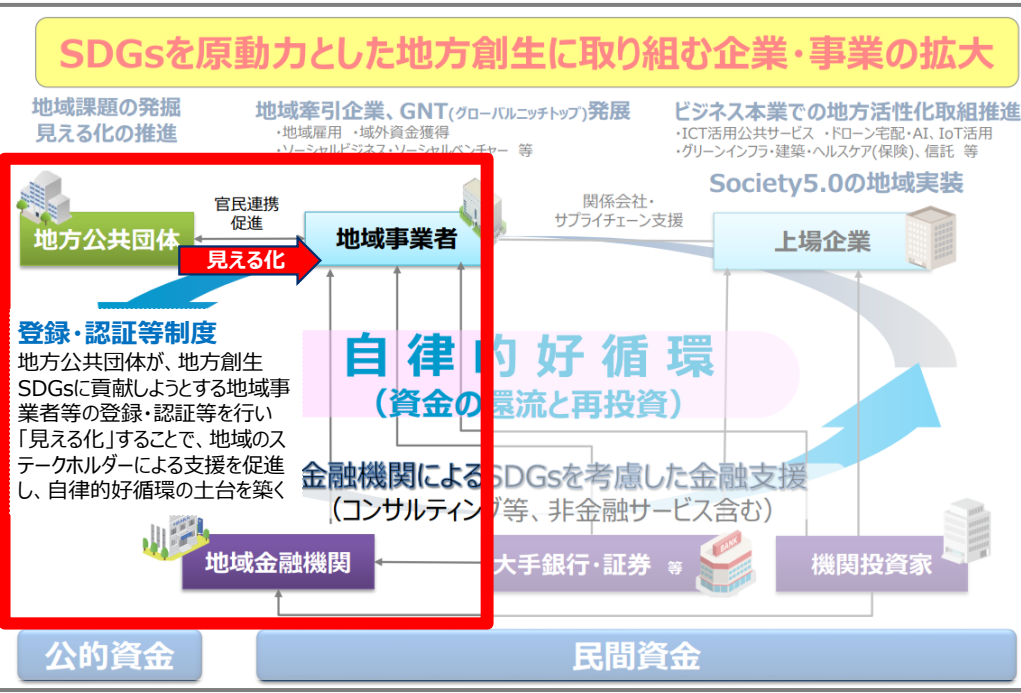 SDGsを原動力とした地方創生に取り組む企業・事業の拡大
地域課題の発掘
見える化の推進
地域牽引企業、GNT(グローバルニッチトップ)発展
・地域雇用 ・域外資金獲得
・ソーシャルビジネス・ソーシャルベンチャー 等
ビジネス本業での地方活性化取組推進
・ICT活用公共サービス ・ドローン宅配・AI、IoT活用
・グリーンインフラ・建築・ヘルスケア(保険)、信託 等
Society5.0の地域実装
地方公共団体
官民連携
促進
見える化
地域事業者
関係会社・
サプライチェーン支援
上場企業
登録・認証等制度
地方公共団体が、地方創生
SDGsに貢献しようとする地域事
業者等の登録・認証等を行い
「見える化」することで、地域のス
テークホルダーによる支援を促進
し、自律的好循環の土台を築く
自律的好循環
（資金の還流と再投資）
金融機関によるSDGsを考慮した金融支援
（コンサルティング等、非金融サービス含む）
地域金融機関
大手銀行・証券 等
BANK
機関投資家
公的資金
民間資金